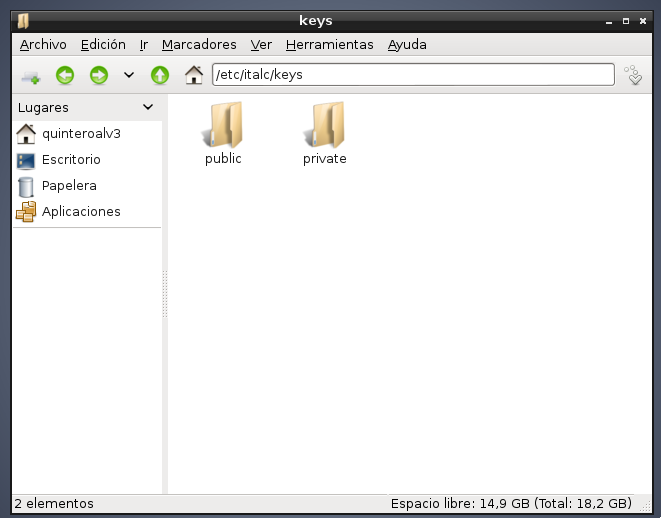 keys
Archivo Edición Ir Marcadores Ver Herramientas Ayuda
/etc/italc/keys
Lugares
quinteroalv3
Escritorio
Papelera
Aplicaciones
public private
2 elementos Espacio libre: 14,9 GB (Total: 18,2 GB)